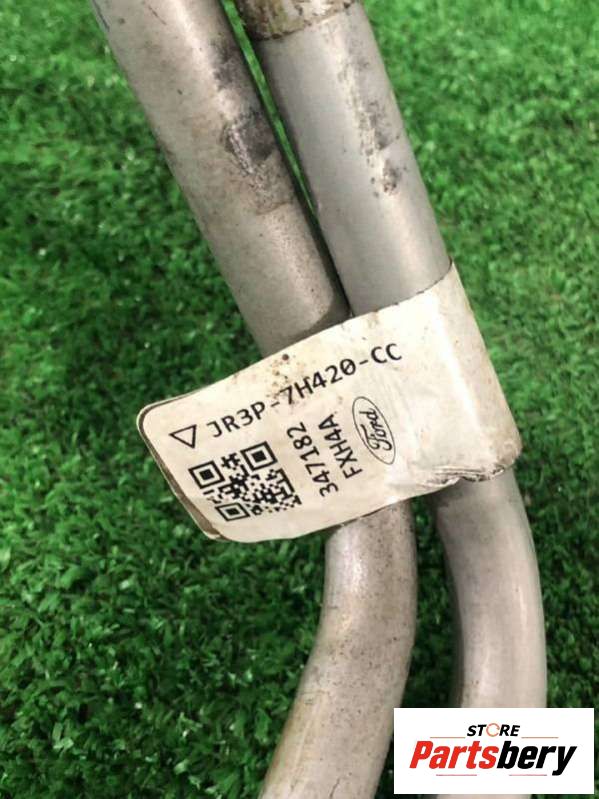 JR3P-7H420-CC
347182
FXH4A
Ford
STORE
Partsbery